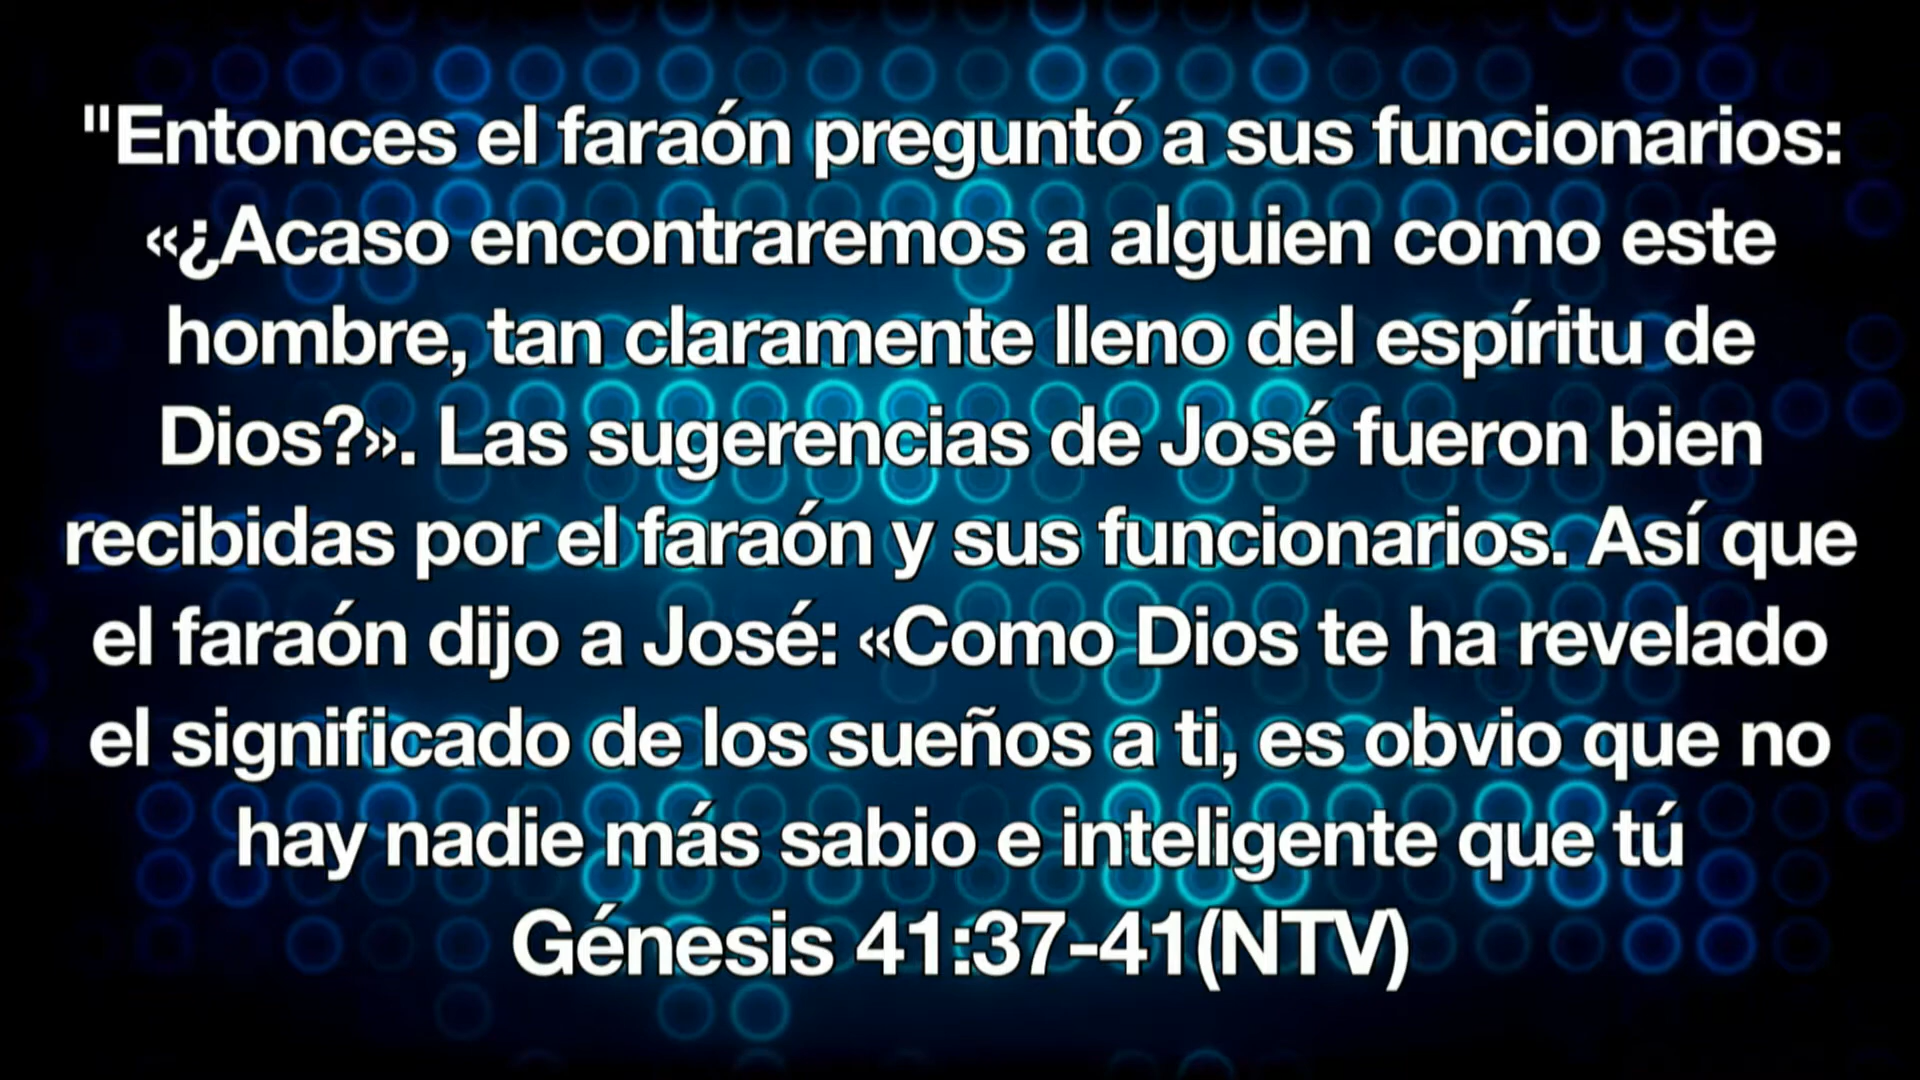 "Entonces el faraón preguntó a sus funcionarios:
«¿Acaso encontraremos a alguien como este
hombre, tan claramente lleno del espíritu de
Dios?». Las sugerencias de José fueron bien
recibidas por el faraón y sus funcionarios. Así que
el faraón dijo a José: «Como Dios te ha revelado
el significado de los sueños a ti, es obvio que no
hay nadie más sabio e inteligente que tú
Génesis 41:37-41(NTV)